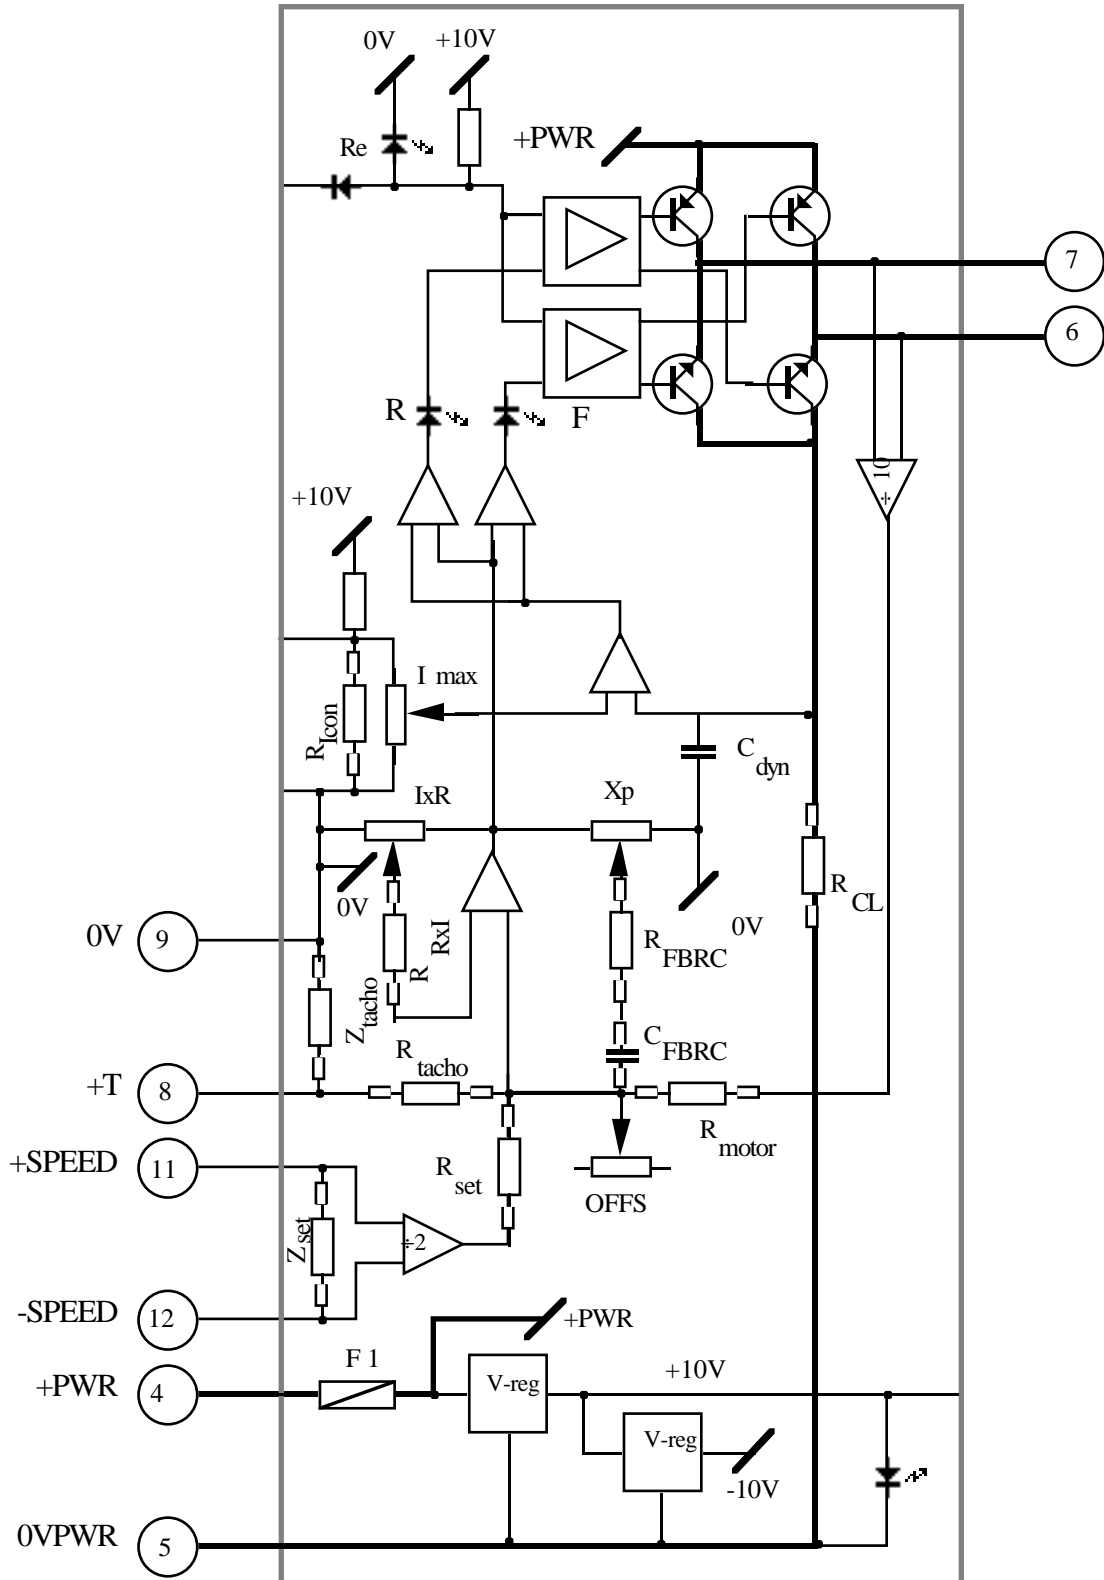 0V
+10V
Re
+PWR
7
6
R
F
÷ 10
+10V
I max
R Icon
C dyn
IxR
Xp
0V
R RxI
0V
R CL
0V
9
R FBRC
Z tacho
C FBRC
R tacho
+T
8
R motor
+SPEED
11
R set
OFFS
Z set
÷2
-SPEED
12
+PWR
F 1
+10V
+PWR
4
V-reg
V-reg
-10V
0VPWR
5